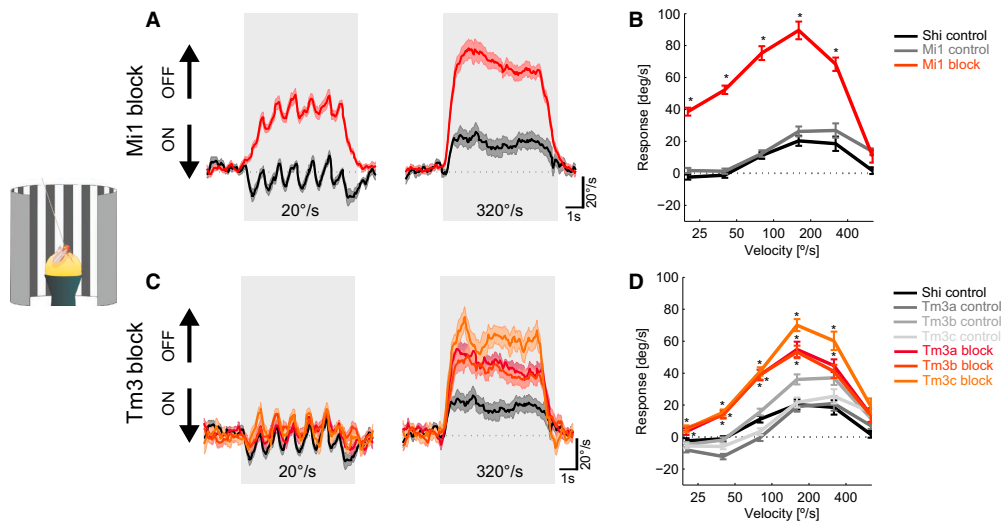 A
Mi1 block
ON OFF
20°/s
320°/s
20°/s
1s
B
Response [deg/s]
100
80
60
40
20
0
−20
* * * * *
25 50 100 200 400
Velocity [º/s]
Shi control
Mi1 control
Mi1 block
C
Tm3 block
ON OFF
20°/s
320°/s
20°/s
1s
D
Response [deg/s]
100
80
60
40
20
0
−20
25 50 100 200 400
Velocity [º/s]
Shi control
Tm3a control
Tm3b control
Tm3c control
Tm3a block
Tm3b block
Tm3c block